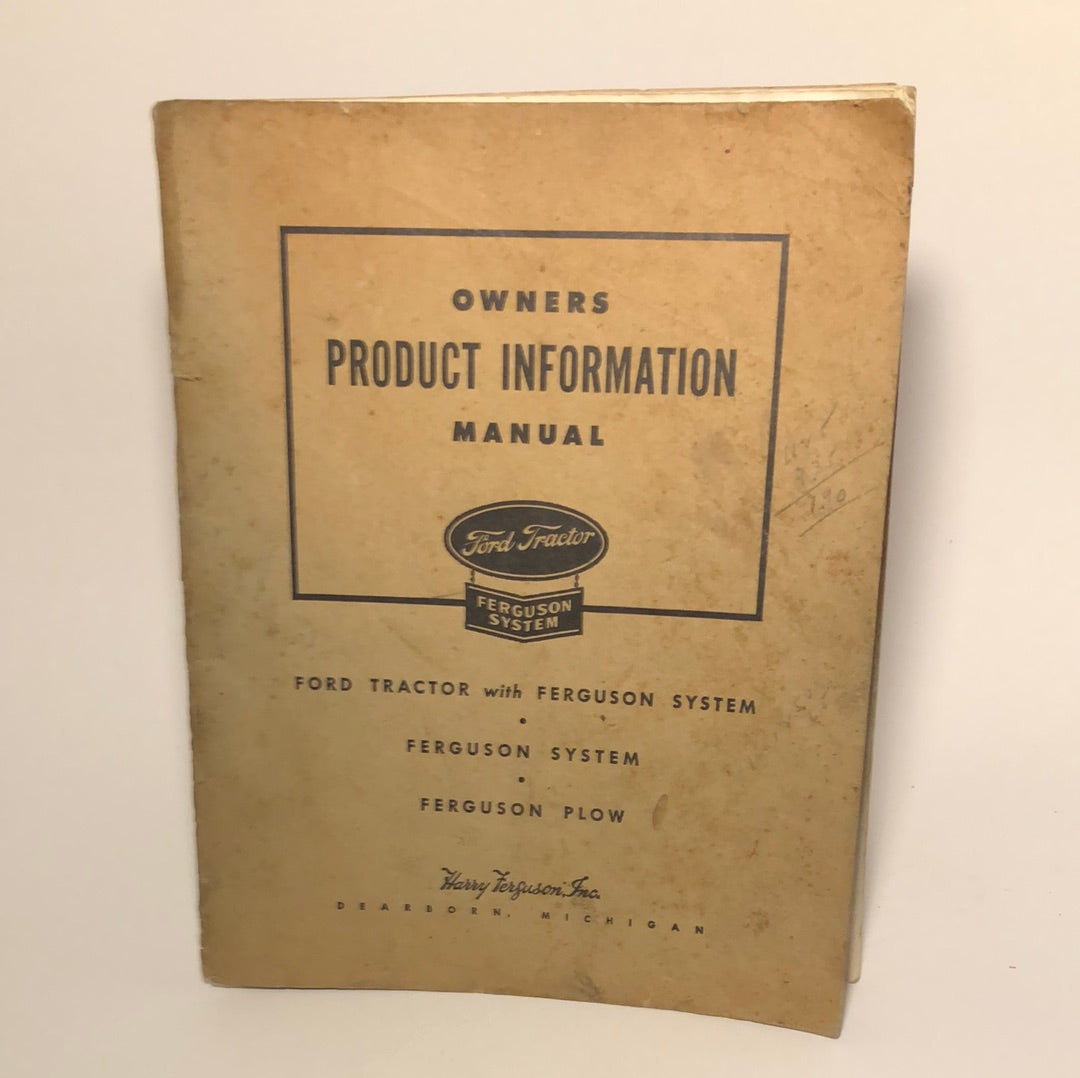 OWNERS
PRODUCT INFORMATION
MANUAL
Ford Tractor
FERGUSON
SYSTEM
FORD TRACTOR with FERGUSON SYSTEM
•
FERGUSON SYSTEM
•
FERGUSON PLOW
Harry Ferguson, Inc.
DEARBORN, MICHIGAN